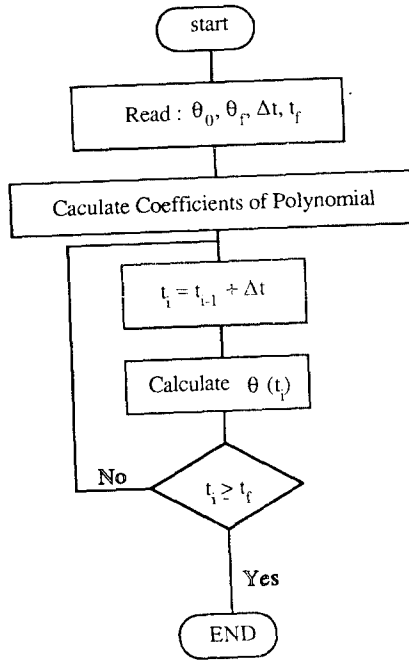 start
Read : θ₀, θf, Δt, tf
Caculate Coefficients of Polynomial
tᵢ = tᵢ₋₁ + Δt
Calculate θ (tᵢ)
No
tᵢ ≥ tf
Yes
END